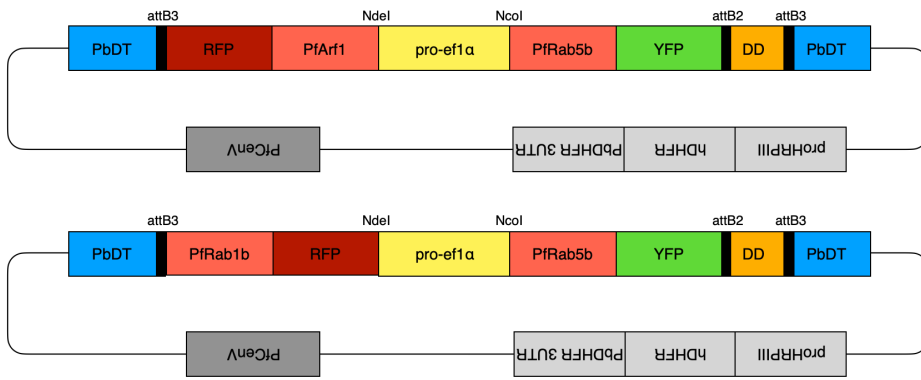 attB3 NdeI NcoI attB2 attB3
PbDT RFP PfArf1 pro-ef1α PfRab5b YFP DD PbDT
PfCenV PbDHFR 3UTR hDHFR proHRPIII
attB3 NdeI NcoI attB2 attB3
PbDT PfRab1b RFP pro-ef1α PfRab5b YFP DD PbDT
PfCenV PbDHFR 3UTR hDHFR proHRPIII